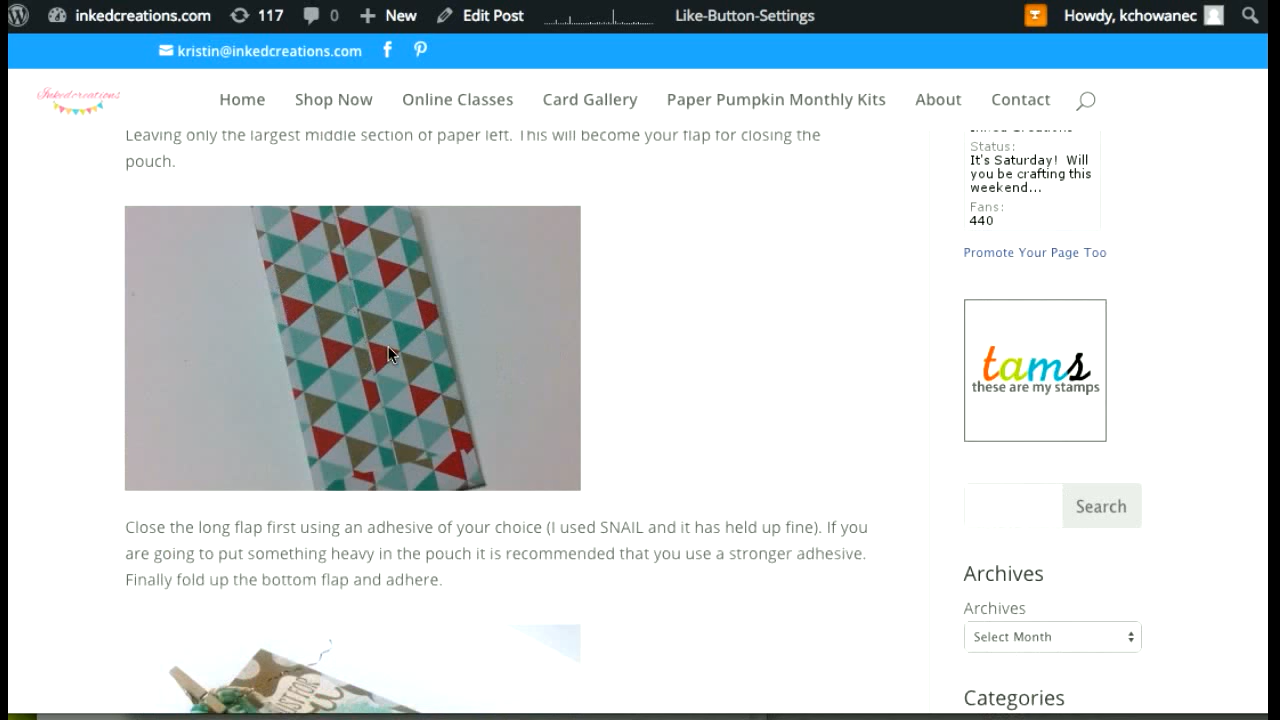 inkedcreations.com 117 0 New Edit Post Like-Button-Settings Howdy, kchowanec
kristin@inkedcreations.com
Inkedcreations
Home Shop Now Online Classes Card Gallery Paper Pumpkin Monthly Kits About Contact
Leaving only the largest middle section of paper left. This will become your flap for closing the
pouch.
Inked Creations
Status:
It's Saturday! Will
you be crafting this
weekend...
Fans:
440
Promote Your Page Too
tams
these are my stamps
Close the long flap first using an adhesive of your choice (I used SNAIL and it has held up fine). If you
are going to put something heavy in the pouch it is recommended that you use a stronger adhesive.
Finally fold up the bottom flap and adhere.
Search
Archives
Archives
Select Month
Categories